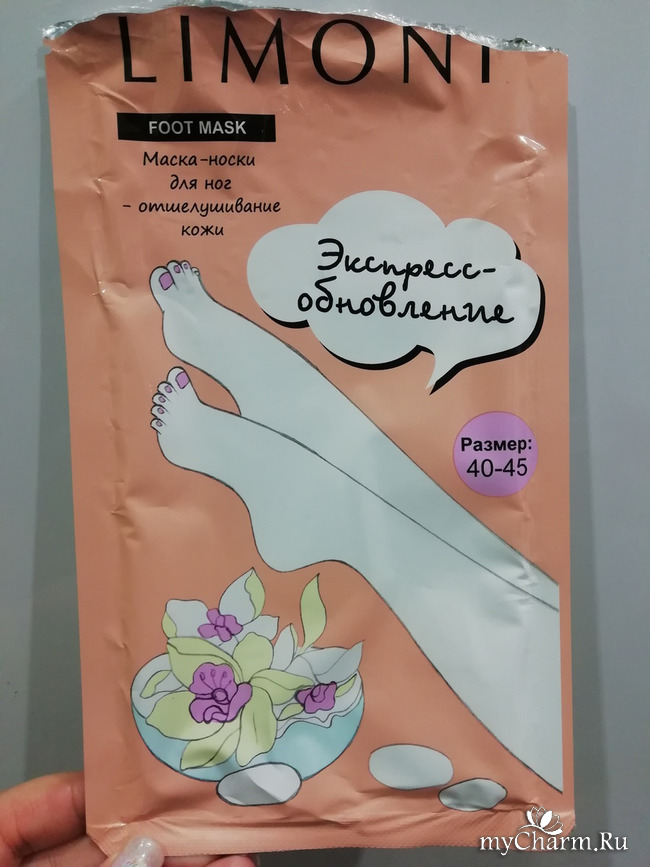 LIMONI
FOOT MASK
Маска-носки
для ног
- отшелушивание
кожи
Экспресс-
обновление
Размер:
40-45
myCharm.Ru